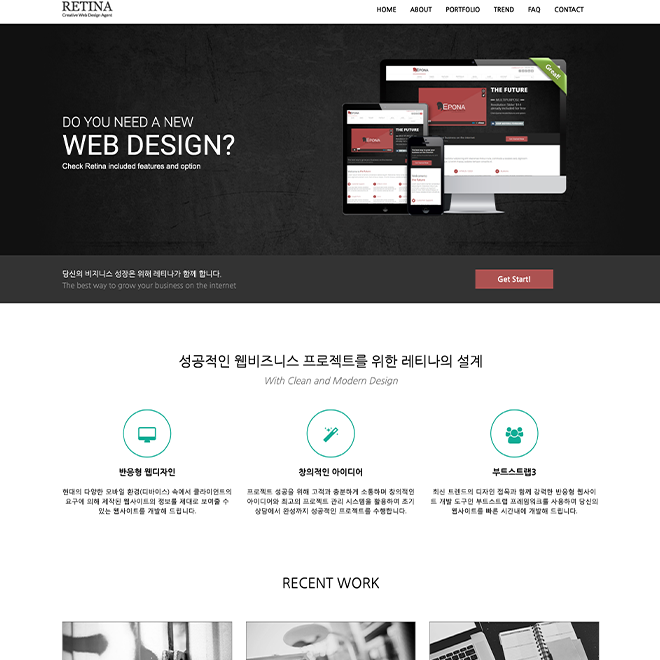 RETINA
Creative Web Design Agent
HOME ABOUT PORTFOLIO TREND FAQ CONTACT
Great!
EPONA
THE FUTURE
EPONA
THE FUTURE
DO YOU NEED A NEW
WEB DESIGN?
Check Retina included features and option
당신의 비지니스 성장은 위해 레티나가 함께 합니다.
The best way to grow your business on the internet
Get Start!
성공적인 웹비즈니스 프로젝트를 위한 레티나의 설계
With Clean and Modern Design
반응형 웹디자인
현대의 다양한 모바일 환경(디바이스) 속에서 클라이언트의
요구에 의해 제작된 웹사이트의 정보를 제대로 보여줄 수
있는 웹사이트를 개발해 드립니다.
창의적인 아이디어
프로젝트 성공을 위해 고객과 충분하게 소통하며 창의적인
아이디어와 최고의 프로젝트 관리 시스템을 활용하여 초기
상담에서 완성까지 성공적인 프로젝트를 수행합니다.
부트스트랩3
최신 트랜드의 디자인 접목과 함께 강력한 반응형 웹사이
트 개발 도구인 부트스트랩 프레임워크를 사용하여 당신의
웹사이트를 빠른 시간내에 개발해 드립니다.
RECENT WORK